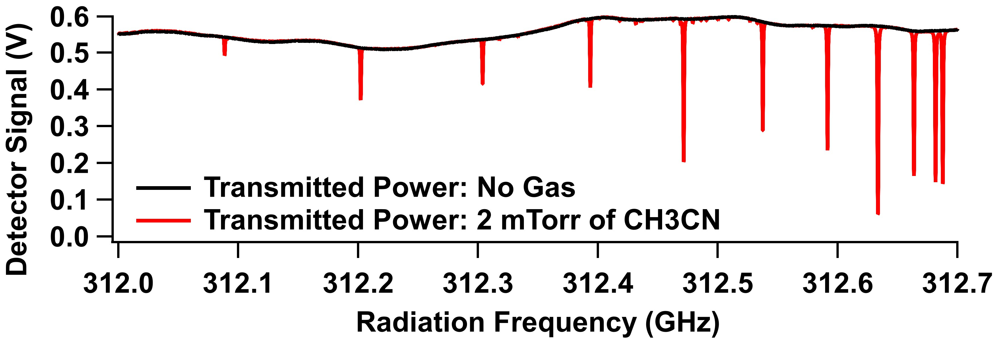 Detector Signal (V)
0.6
0.5
0.4
0.3
0.2
0.1
0.0
Transmitted Power: No Gas
Transmitted Power: 2 mTorr of CH3CN
312.0 312.1 312.2 312.3 312.4 312.5 312.6 312.7
Radiation Frequency (GHz)